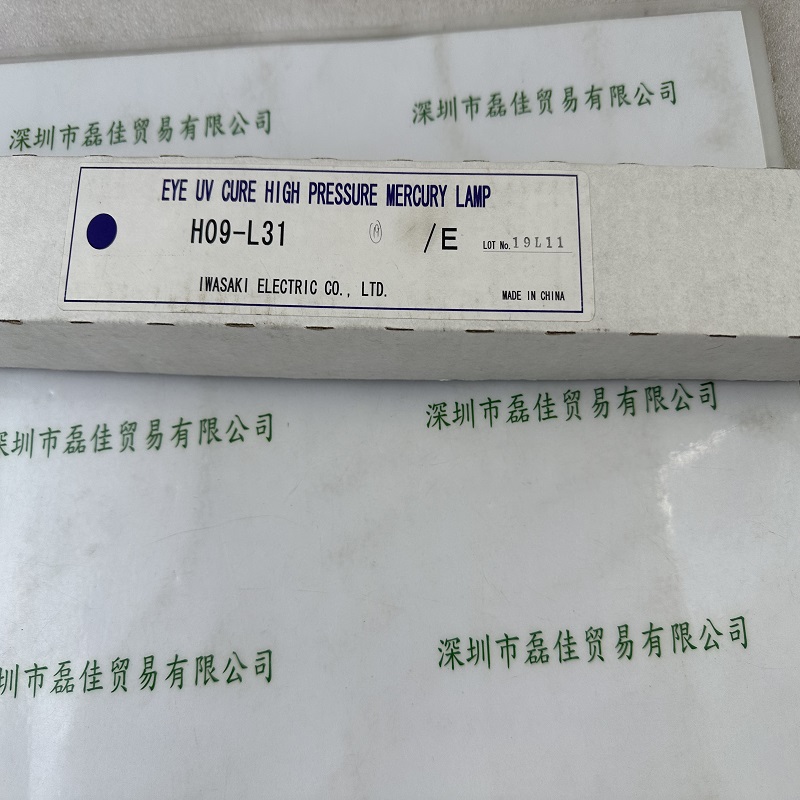 深圳市磊佳贸易有限公司
深圳市磊佳贸易有限公司
EYE UV CURE HIGH PRESSURE MERCURY LAMP
H09-L31
/E
LOT No. 19L11
IWASAKI ELECTRIC CO., LTD.
MADE IN CHINA
深圳市磊佳贸易有限公司
深圳市磊佳贸易有限公司
圳市磊佳贸易有限公司
深圳市磊佳贸易有限公司